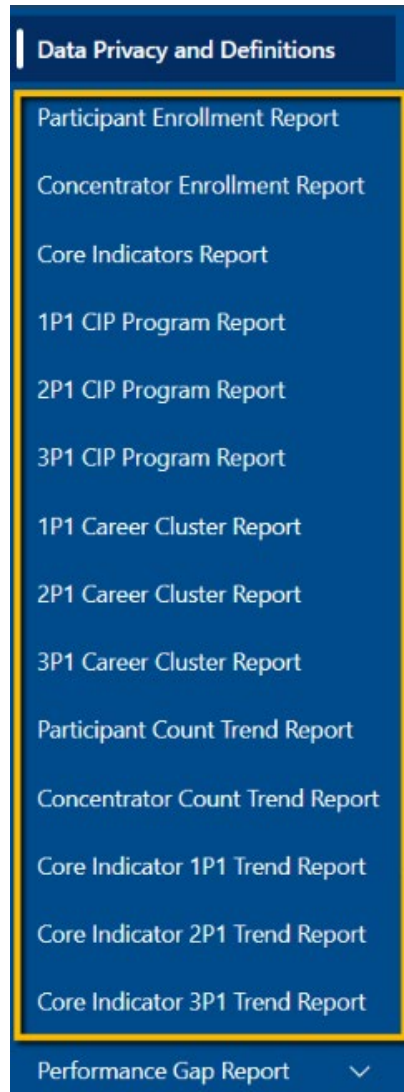 Data Privacy and Definitions
Participant Enrollment Report
Concentrator Enrollment Report
Core Indicators Report
1P1 CIP Program Report
2P1 CIP Program Report
3P1 CIP Program Report
1P1 Career Cluster Report
2P1 Career Cluster Report
3P1 Career Cluster Report
Participant Count Trend Report
Concentrator Count Trend Report
Core Indicator 1P1 Trend Report
Core Indicator 2P1 Trend Report
Core Indicator 3P1 Trend Report
Performance Gap Report